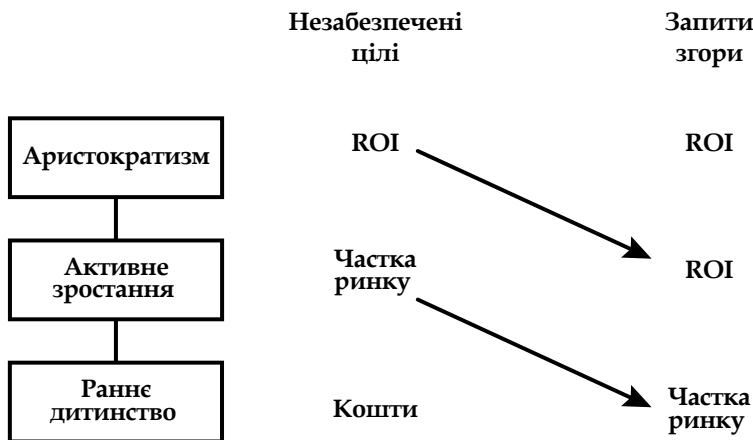 Незабезпечені
цілі
Запити
згори
Аристократизм
ROI
ROI
Активне
зростання
Частка
ринку
ROI
Раннє
дитинство
Кошти
Частка
ринку